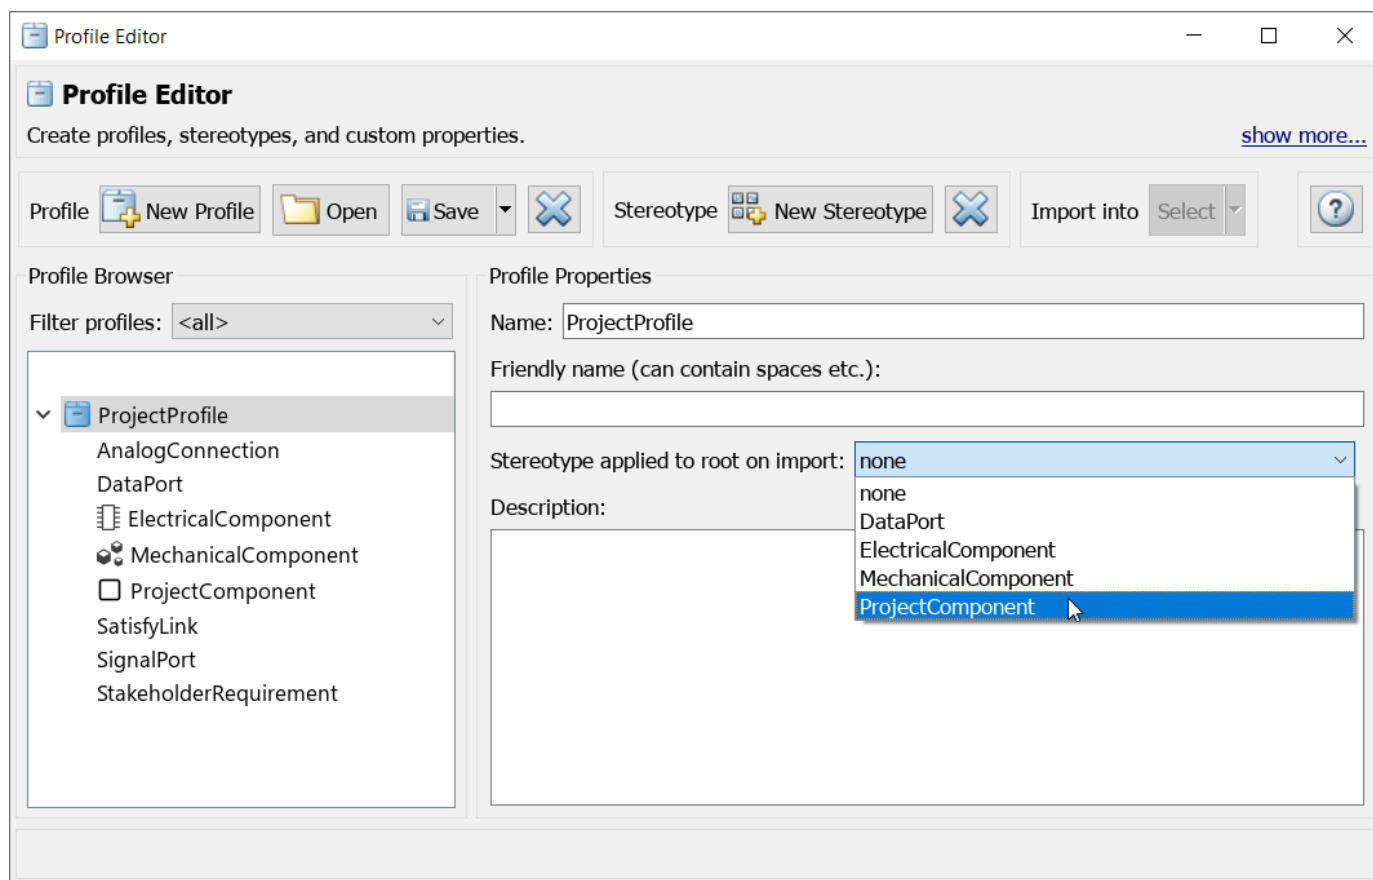 Profile Editor
Profile Editor
Create profiles, stereotypes, and custom properties.
show more...
Profile New Profile Open Save Stereotype New Stereotype Import into Select ?
Profile Browser
Filter profiles: <all>
ProjectProfile
AnalogConnection
DataPort
ElectricalComponent
MechanicalComponent
ProjectComponent
SatisfyLink
SignalPort
StakeholderRequirement
Profile Properties
Name: ProjectProfile
Friendly name (can contain spaces etc.):
Stereotype applied to root on import: none
none
DataPort
ElectricalComponent
MechanicalComponent
ProjectComponent
Description: